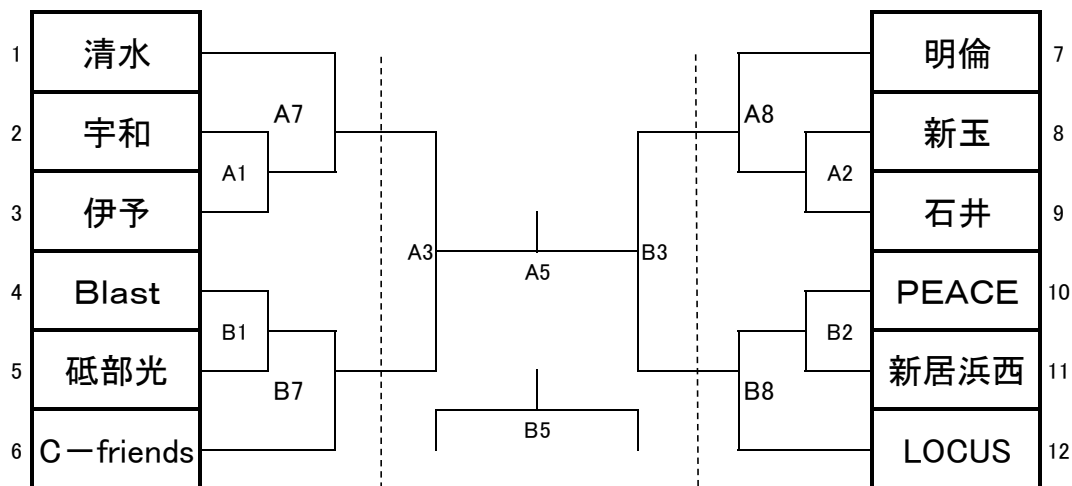 1 清水 明倫 7
A7 A8
2 宇和 新玉 8
A1 A2
3 伊予 石井 9
A3 A5 B3
4 Blast PEACE 10
B1 B2
5 砥部光 新居浜西 11
B7 B8
B5
6 C－friends LOCUS 12